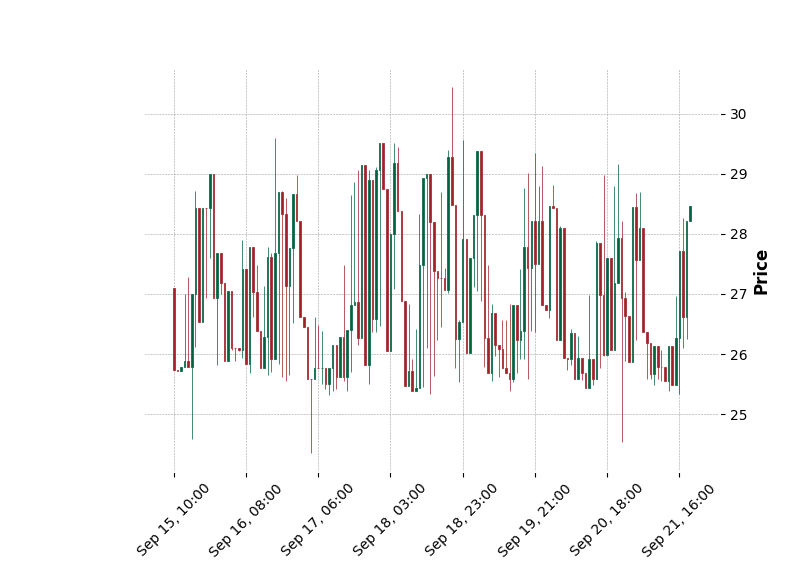 30
29
28
27
26
25
Price
Sep 15, 10:00
Sep 16, 08:00
Sep 17, 06:00
Sep 18, 03:00
Sep 18, 23:00
Sep 19, 21:00
Sep 20, 18:00
Sep 21, 16:00